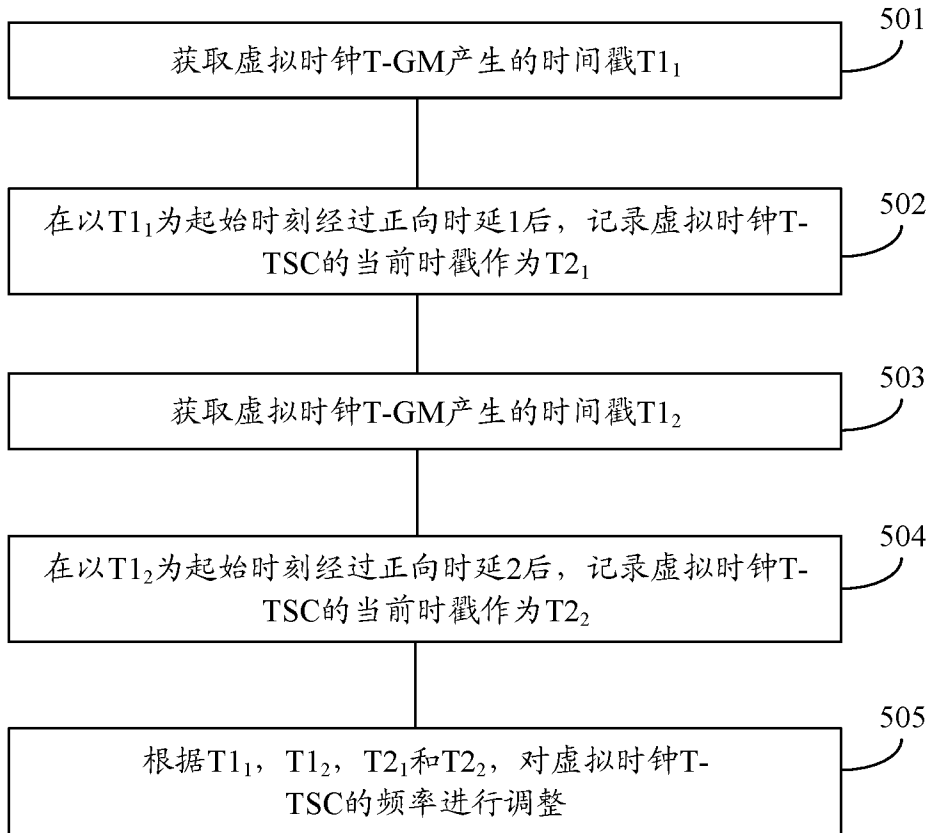 501
获取虚拟时钟T-GM产生的时间戳T1₁
502
在以T1₁为起始时刻经过正向时延1后，记录虚拟时钟T-
TSC的当前时戳作为T2₁
503
获取虚拟时钟T-GM产生的时间戳T1₂
504
在以T1₂为起始时刻经过正向时延2后，记录虚拟时钟T-
TSC的当前时戳作为T2₂
505
根据T1₁，T1₂，T2₁和T2₂，对虚拟时钟T-
TSC的频率进行调整